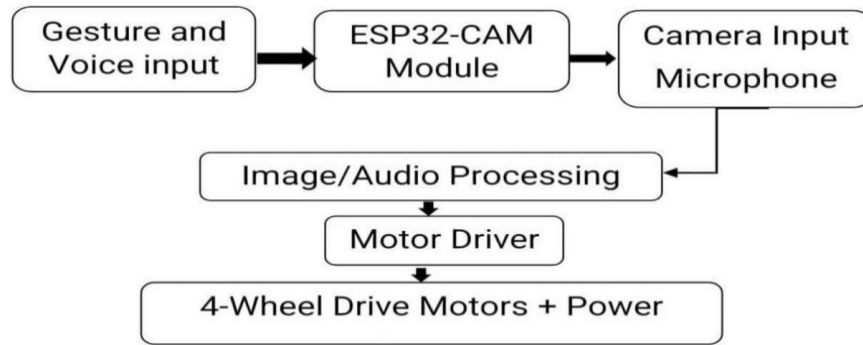 Gesture and
Voice input
ESP32-CAM
Module
Camera Input
Microphone
Image/Audio Processing
Motor Driver
4-Wheel Drive Motors + Power